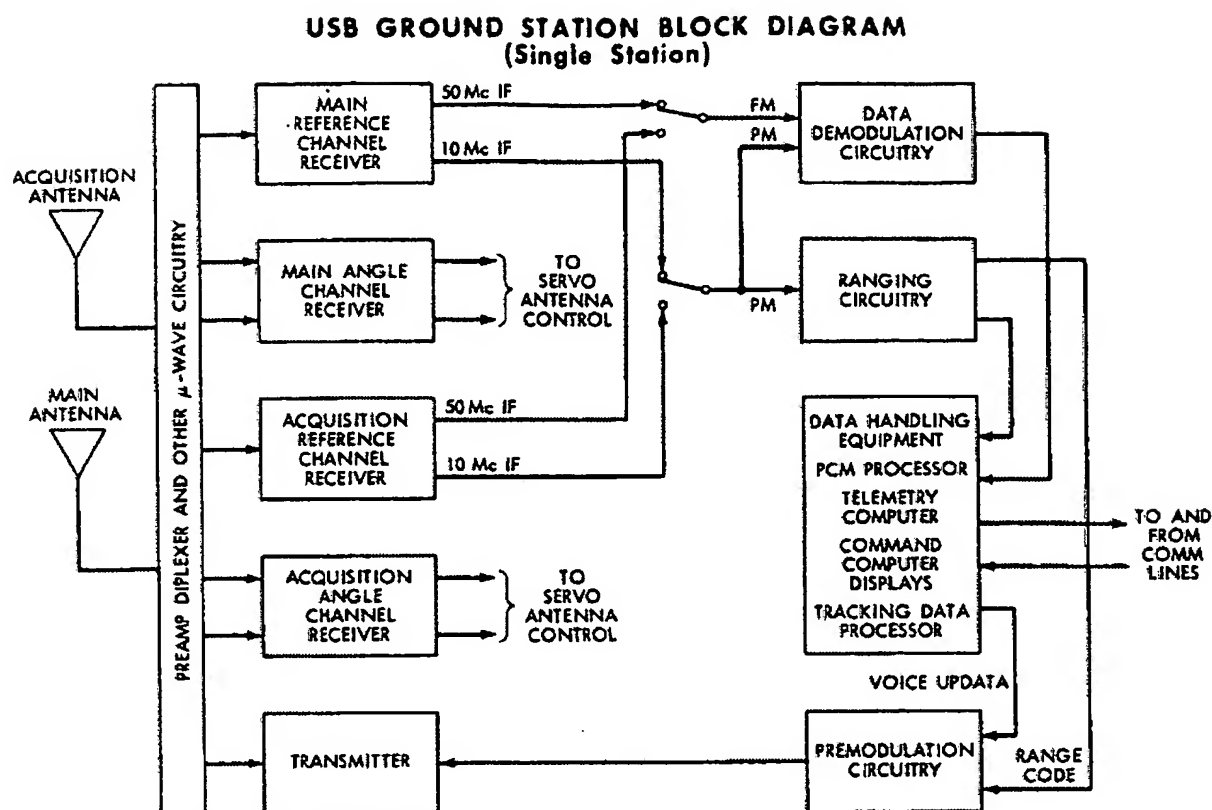 USB GROUND STATION BLOCK DIAGRAM
(Single Station)
ACQUISITION
ANTENNA
MAIN
ANTENNA
PREAMP DIPLEXER AND OTHER μ-WAVE CIRCUITRY
MAIN
REFERENCE
CHANNEL
RECEIVER
50 Mc IF
10 Mc IF
MAIN ANGLE
CHANNEL
RECEIVER
TO
SERVO
ANTENNA
CONTROL
ACQUISITION
REFERENCE
CHANNEL
RECEIVER
50 Mc IF
10 Mc IF
ACQUISITION
ANGLE
CHANNEL
RECEIVER
TO
SERVO
ANTENNA
CONTROL
TRANSMITTER
FM
PM
PM
DATA
DEMODULATION
CIRCUITRY
RANGING
CIRCUITRY
DATA HANDLING
EQUIPMENT
PCM PROCESSOR
TELEMETRY
COMPUTER
COMMAND
COMPUTER
DISPLAYS
TRACKING DATA
PROCESSOR
TO AND
FROM
COMM
LINES
VOICE UPDATA
PREMODULATION
CIRCUITRY
RANGE
CODE